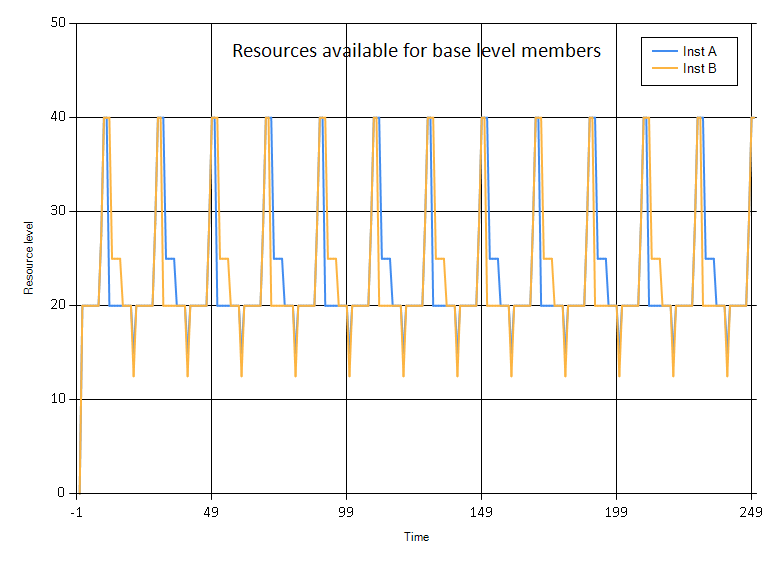 50
Resources available for base level members
Inst A
Inst B
40
30
Resource level
20
10
0
-1 49 99 149 199 249
Time